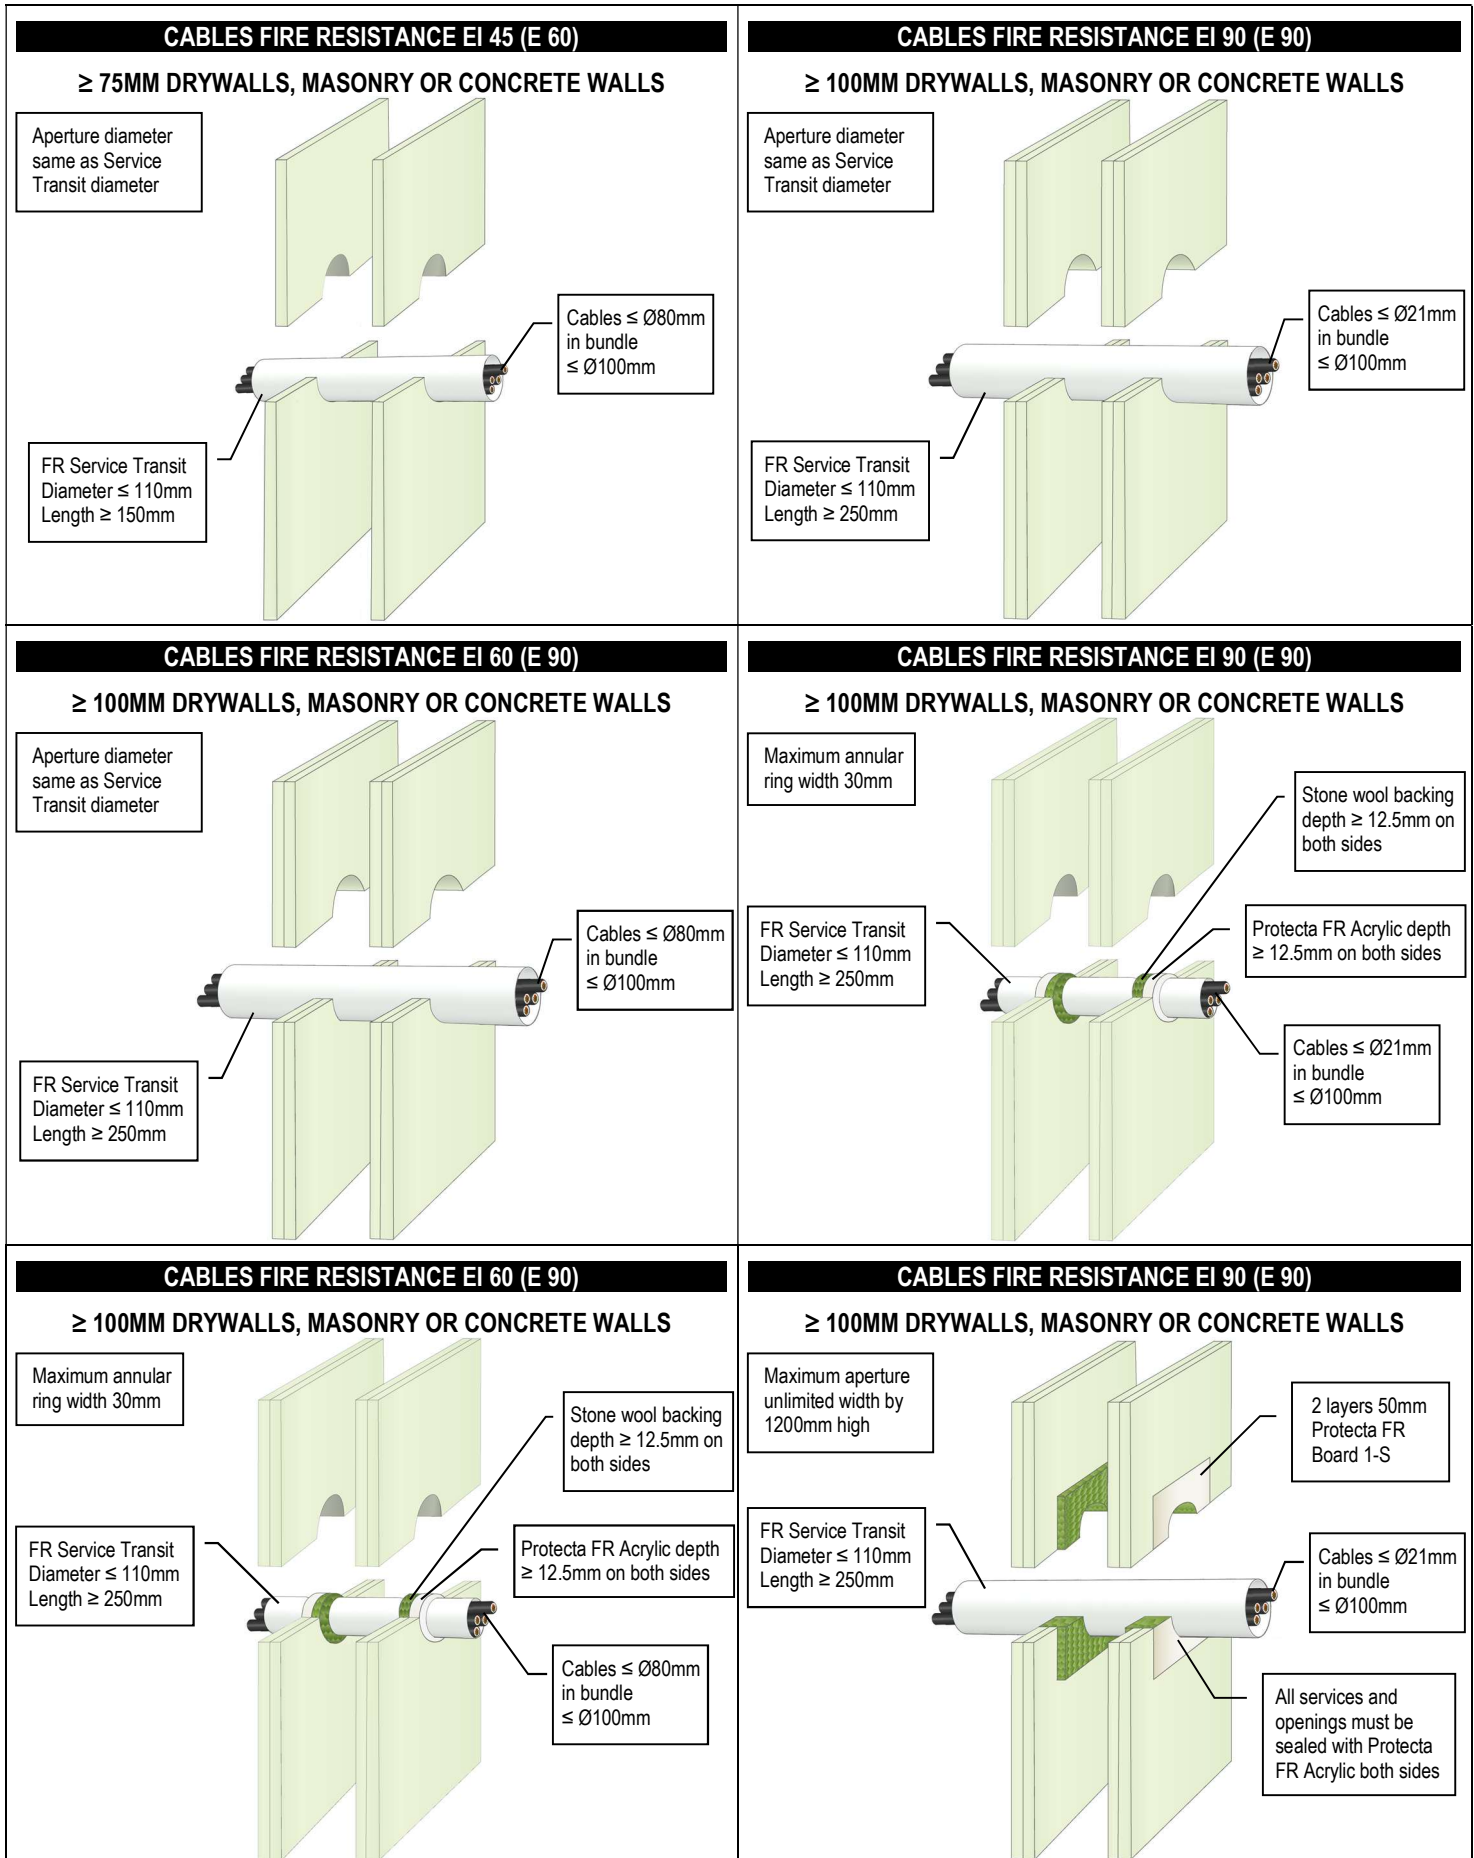 CABLES FIRE RESISTANCE EI 45 (E 60)
≥ 75MM DRYWALLS, MASONRY OR CONCRETE WALLS
Aperture diameter
same as Service
Transit diameter
Cables ≤ Ø80mm
in bundle
≤ Ø100mm
FR Service Transit
Diameter ≤ 110mm
Length ≥ 150mm
CABLES FIRE RESISTANCE EI 90 (E 90)
≥ 100MM DRYWALLS, MASONRY OR CONCRETE WALLS
Aperture diameter
same as Service
Transit diameter
Cables ≤ Ø21mm
in bundle
≤ Ø100mm
FR Service Transit
Diameter ≤ 110mm
Length ≥ 250mm
CABLES FIRE RESISTANCE EI 60 (E 90)
≥ 100MM DRYWALLS, MASONRY OR CONCRETE WALLS
Aperture diameter
same as Service
Transit diameter
Cables ≤ Ø80mm
in bundle
≤ Ø100mm
FR Service Transit
Diameter ≤ 110mm
Length ≥ 250mm
CABLES FIRE RESISTANCE EI 90 (E 90)
≥ 100MM DRYWALLS, MASONRY OR CONCRETE WALLS
Maximum annular
ring width 30mm
Stone wool backing
depth ≥ 12.5mm on
both sides
FR Service Transit
Diameter ≤ 110mm
Length ≥ 250mm
Protecta FR Acrylic depth
≥ 12.5mm on both sides
Cables ≤ Ø21mm
in bundle
≤ Ø100mm
CABLES FIRE RESISTANCE EI 60 (E 90)
≥ 100MM DRYWALLS, MASONRY OR CONCRETE WALLS
Maximum annular
ring width 30mm
Stone wool backing
depth ≥ 12.5mm on
both sides
FR Service Transit
Diameter ≤ 110mm
Length ≥ 250mm
Protecta FR Acrylic depth
≥ 12.5mm on both sides
Cables ≤ Ø80mm
in bundle
≤ Ø100mm
CABLES FIRE RESISTANCE EI 90 (E 90)
≥ 100MM DRYWALLS, MASONRY OR CONCRETE WALLS
Maximum aperture
unlimited width by
1200mm high
2 layers 50mm
Protecta FR
Board 1-S
FR Service Transit
Diameter ≤ 110mm
Length ≥ 250mm
Cables ≤ Ø21mm
in bundle
≤ Ø100mm
All services and
openings must be
sealed with Protecta
FR Acrylic both sides